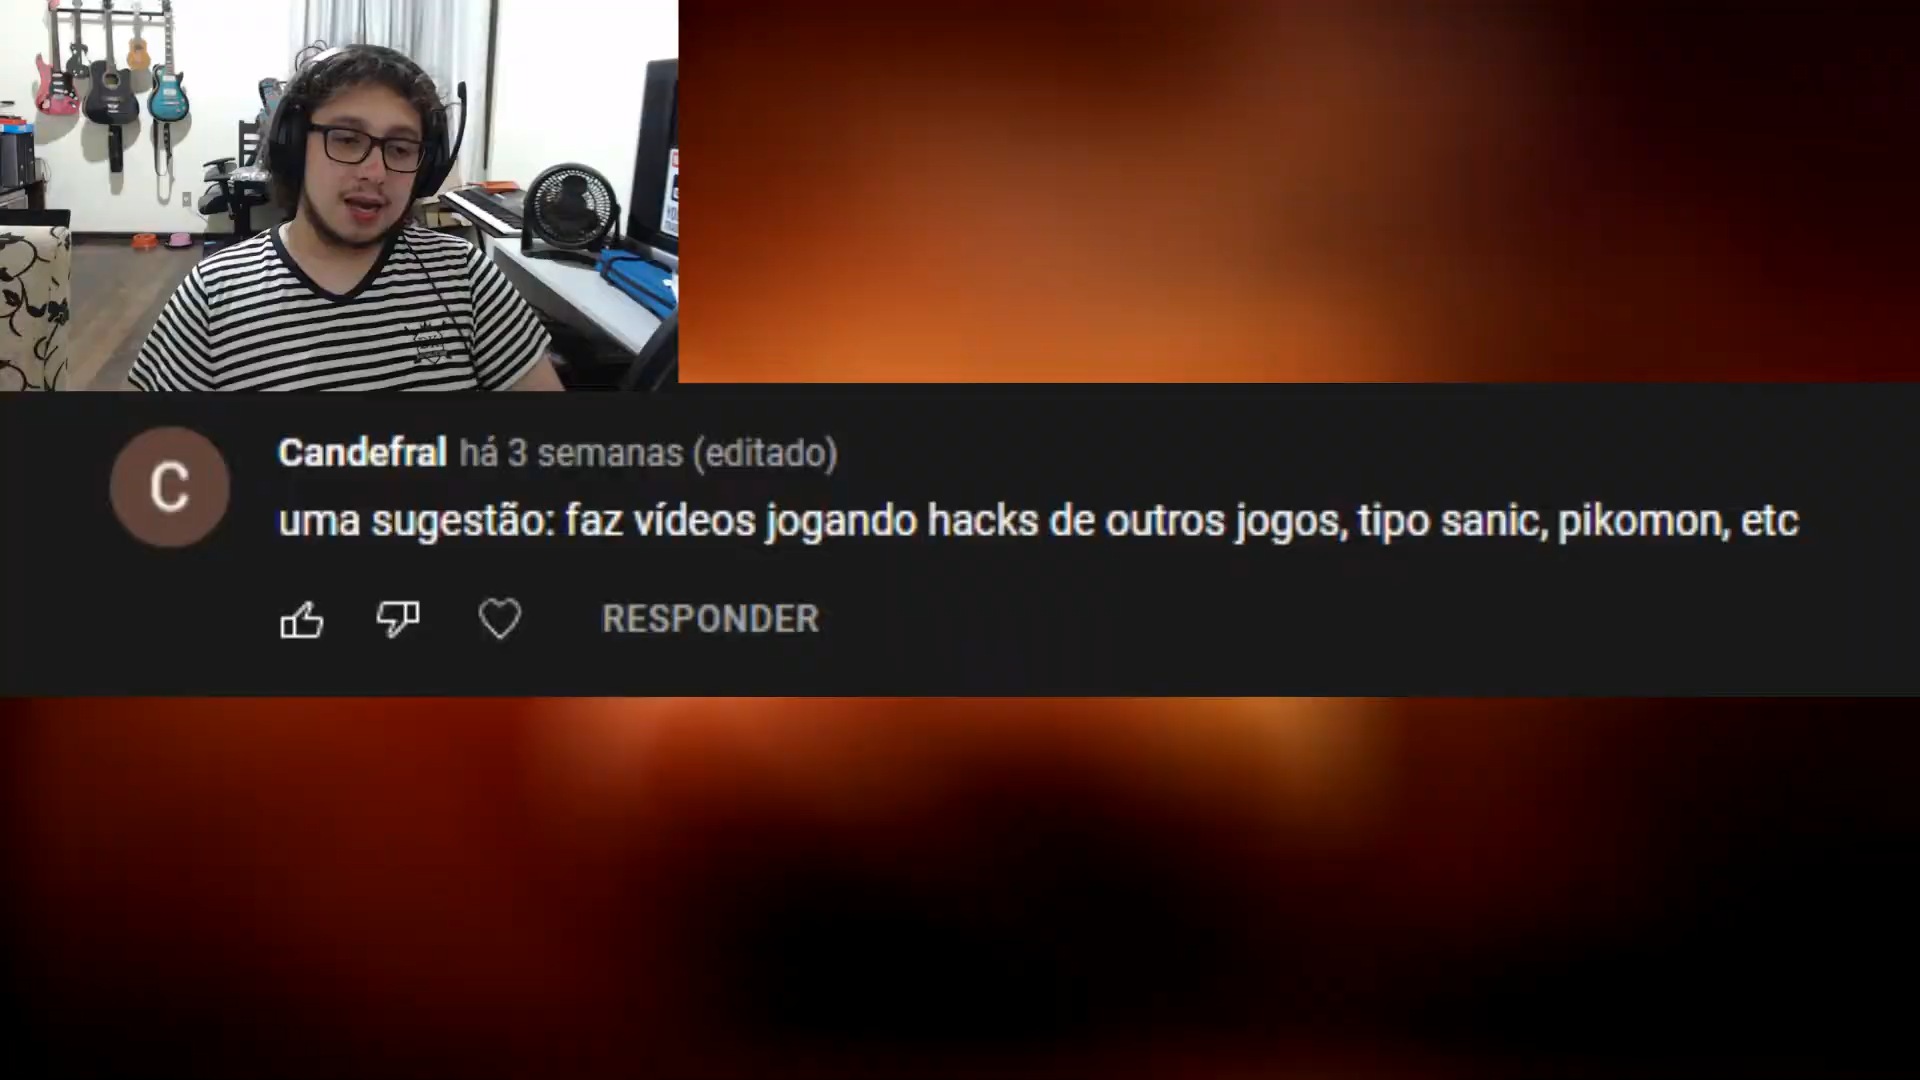 C
Candefral há 3 semanas (editado)
uma sugestão: faz vídeos jogando hacks de outros jogos, tipo sanic, pikomon, etc
RESPONDER